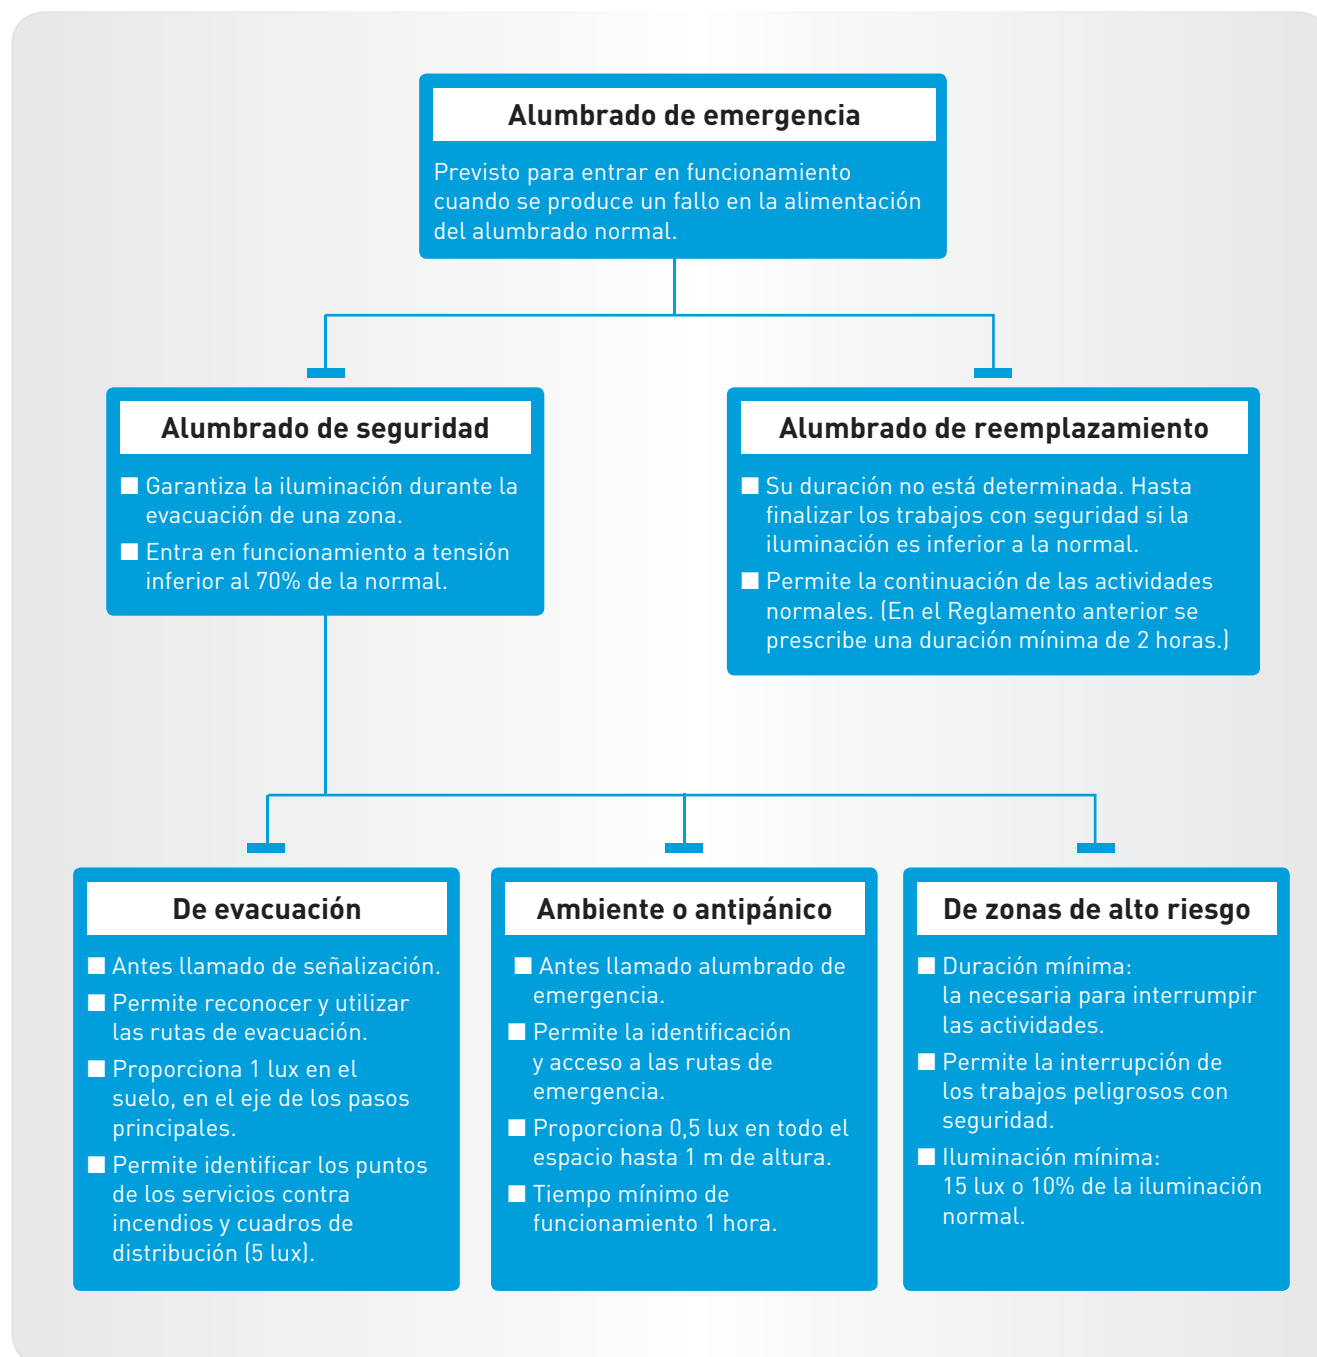 Alumbrado de emergencia
Previsto para entrar en funcionamiento
cuando se produce un fallo en la alimentación
del alumbrado normal.
Alumbrado de seguridad
■ Garantiza la iluminación durante la
evacuación de una zona.
■ Entra en funcionamiento a tensión
inferior al 70% de la normal.
Alumbrado de reemplazamiento
■ Su duración no está determinada. Hasta
finalizar los trabajos con seguridad si la
iluminación es inferior a la normal.
■ Permite la continuación de las actividades
normales. (En el Reglamento anterior se
prescribe una duración mínima de 2 horas.)
De evacuación
■ Antes llamado de señalización.
■ Permite reconocer y utilizar
las rutas de evacuación.
■ Proporciona 1 lux en el
suelo, en el eje de los pasos
principales.
■ Permite identificar los puntos
de los servicios contra
incendios y cuadros de
distribución (5 lux).
Ambiente o antipánico
■ Antes llamado alumbrado de
emergencia.
■ Permite la identificación
y acceso a las rutas de
emergencia.
■ Proporciona 0,5 lux en todo el
espacio hasta 1 m de altura.
■ Tiempo mínimo de
funcionamiento 1 hora.
De zonas de alto riesgo
■ Duración mínima:
la necesaria para interrumpir
las actividades.
■ Permite la interrupción de
los trabajos peligrosos con
seguridad.
■ Iluminación mínima:
15 lux o 10% de la iluminación
normal.